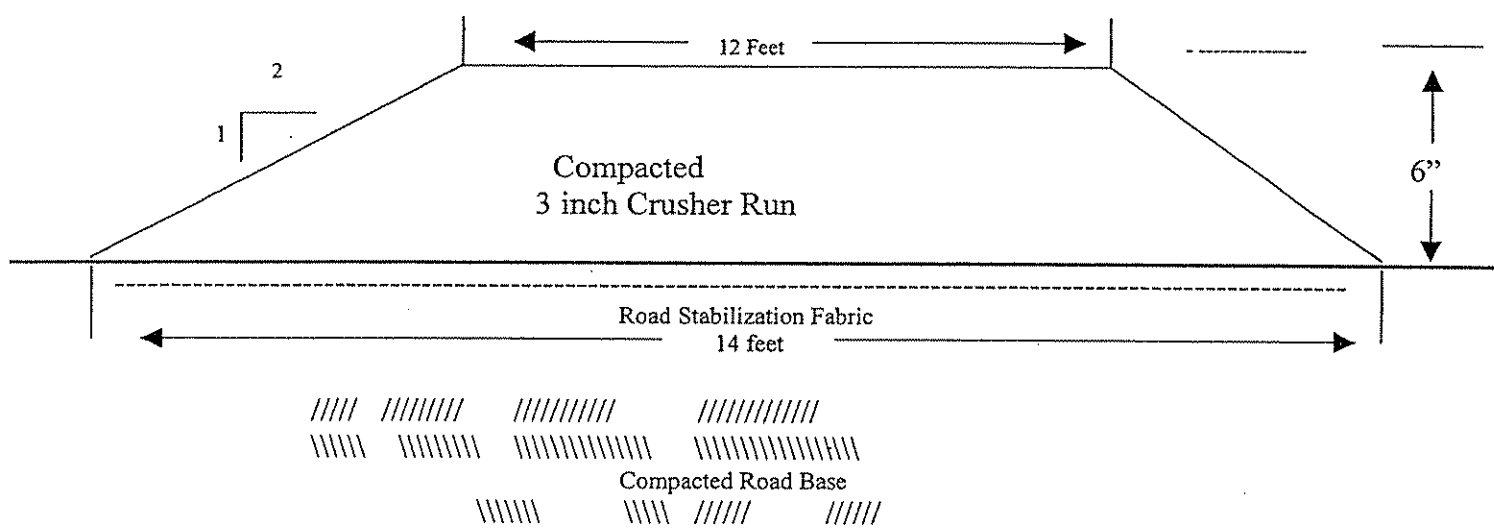 12 Feet
2
1
Compacted
3 inch Crusher Run
6”
Road Stabilization Fabric
14 feet
Compacted Road Base